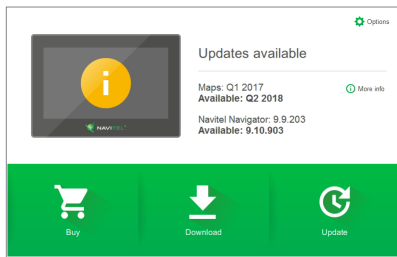 Options
Updates available
Maps: Q1 2017
Available: Q2 2018
More info
Navitel Navigator: 9.9.203
Available: 9.10.903
NAVITEL
Buy
Download
Update